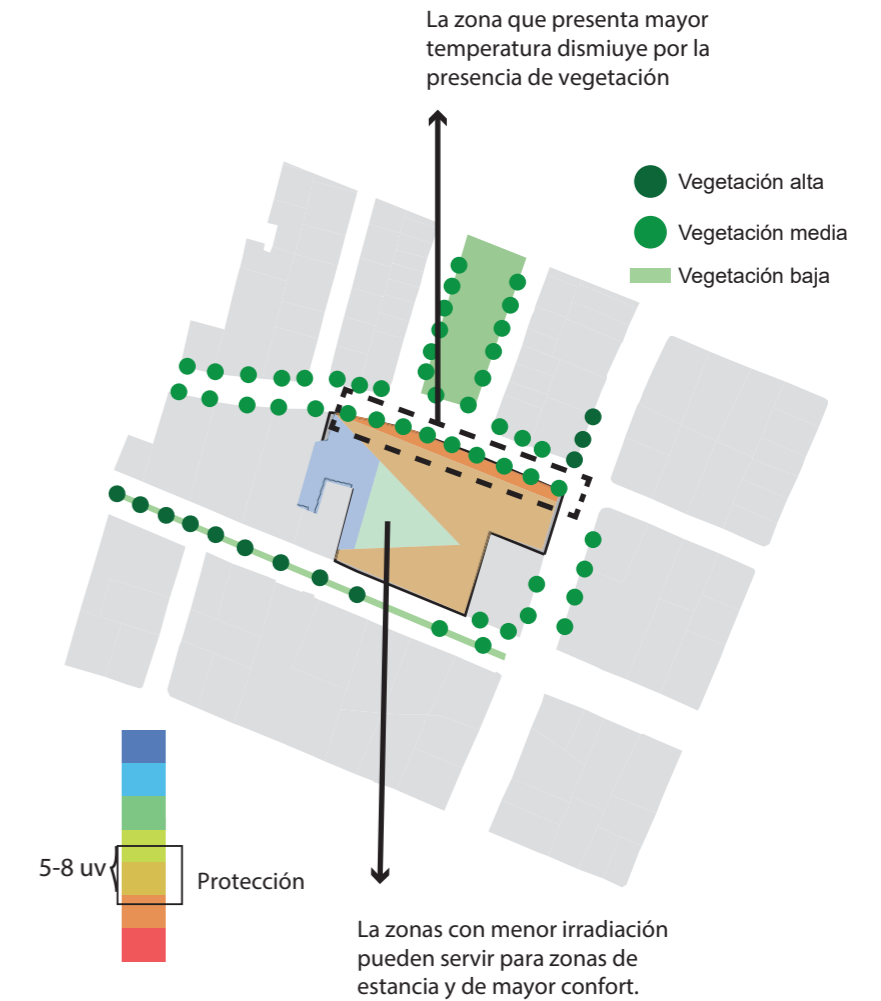 La zona que presenta mayor
temperatura dismiuye por la
presencia de vegetación
Vegetación alta
Vegetación media
Vegetación baja
5-8 uv
Protección
La zonas con menor irradiación
pueden servir para zonas de
estancia y de mayor confort.